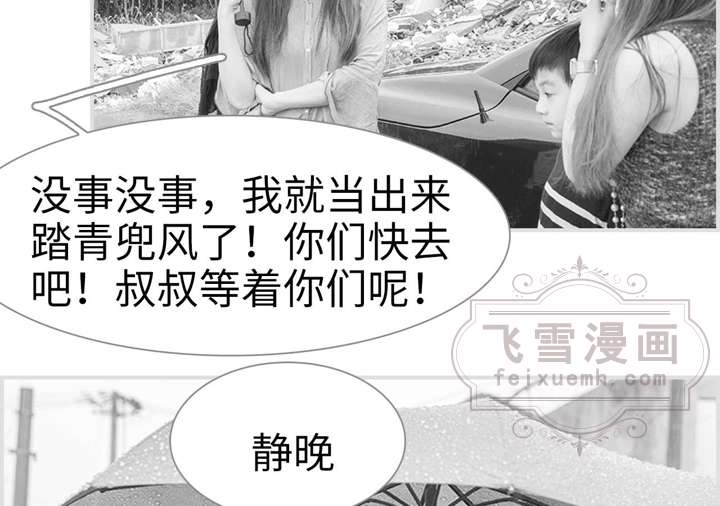 没事没事，我就当出来
踏青兜风了！你们快去
吧！叔叔等着你们呢！
飞雪漫画
feixuemh.com
静晚